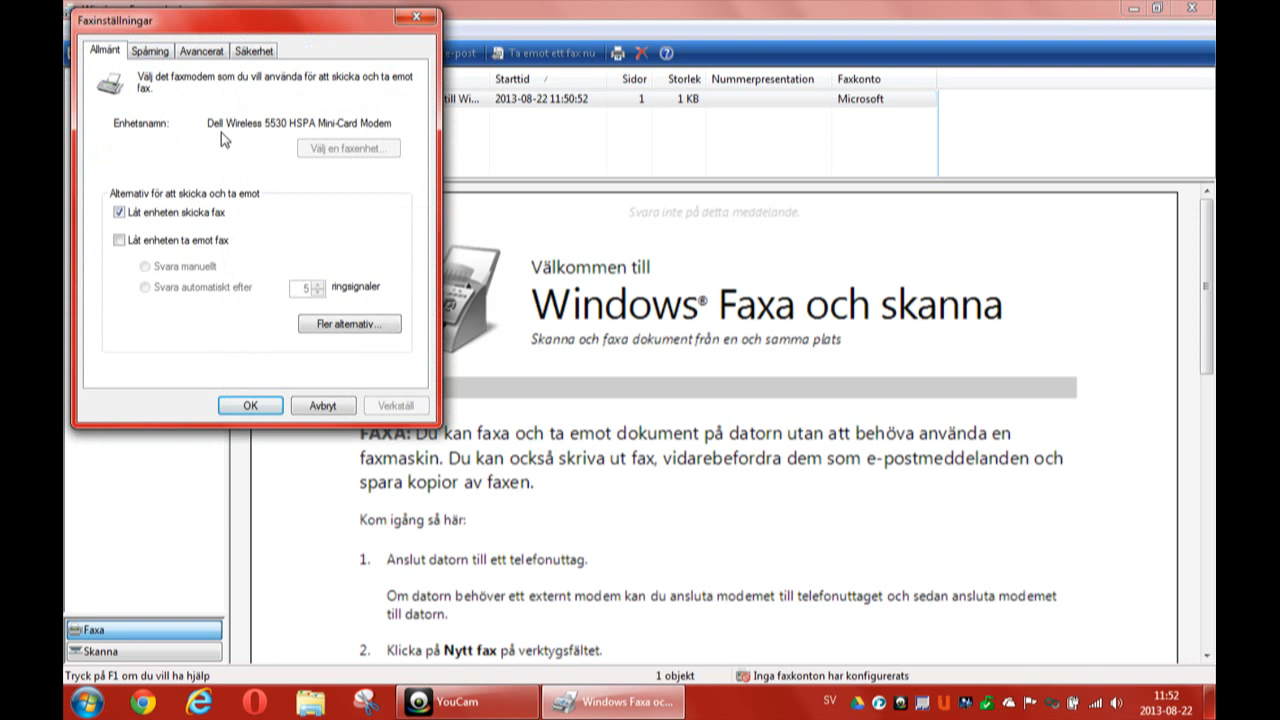 Faxinställningar
Allmänt Spårning Avancerat Säkerhet
Välj det faxmodem som du vill använda för att skicka och ta emot
fax.
Enhetsnamn: Dell Wireless 5530 HSPA Mini-Card Modem
Välj en faxenhet...
Alternativ för att skicka och ta emot
Låt enheten skicka fax
Låt enheten ta emot fax
Svara manuellt
Svara automatiskt efter 5 ringsignaler
Fler alternativ...
OK Avbryt Verkställ
-post Ta emot ett fax nu
Starttid Sidor Storlek Nummerpresentation Faxkonto
till Wi... 2013-08-22 11:50:52 1 1 KB Microsoft
Svara inte på detta meddelande.
Välkommen till
Windows® Faxa och skanna
Skanna och faxa dokument från en och samma plats
FAXA: Du kan faxa och ta emot dokument på datorn utan att behöva använda en
faxmaskin. Du kan också skriva ut fax, vidarebefordra dem som e-postmeddelanden och
spara kopior av faxen.
Kom igång så här:
1. Anslut datorn till ett telefonuttag.
Om datorn behöver ett externt modem kan du ansluta modemet till telefonuttaget och sedan ansluta modemet
till datorn.
2. Klicka på Nytt fax på verktygsfältet.
Faxa
Skanna
Tryck på F1 om du vill ha hjälp 1 objekt Inga faxkonton har konfigurerats
YouCam Windows Faxa oc... SV 11:52
2013-08-22